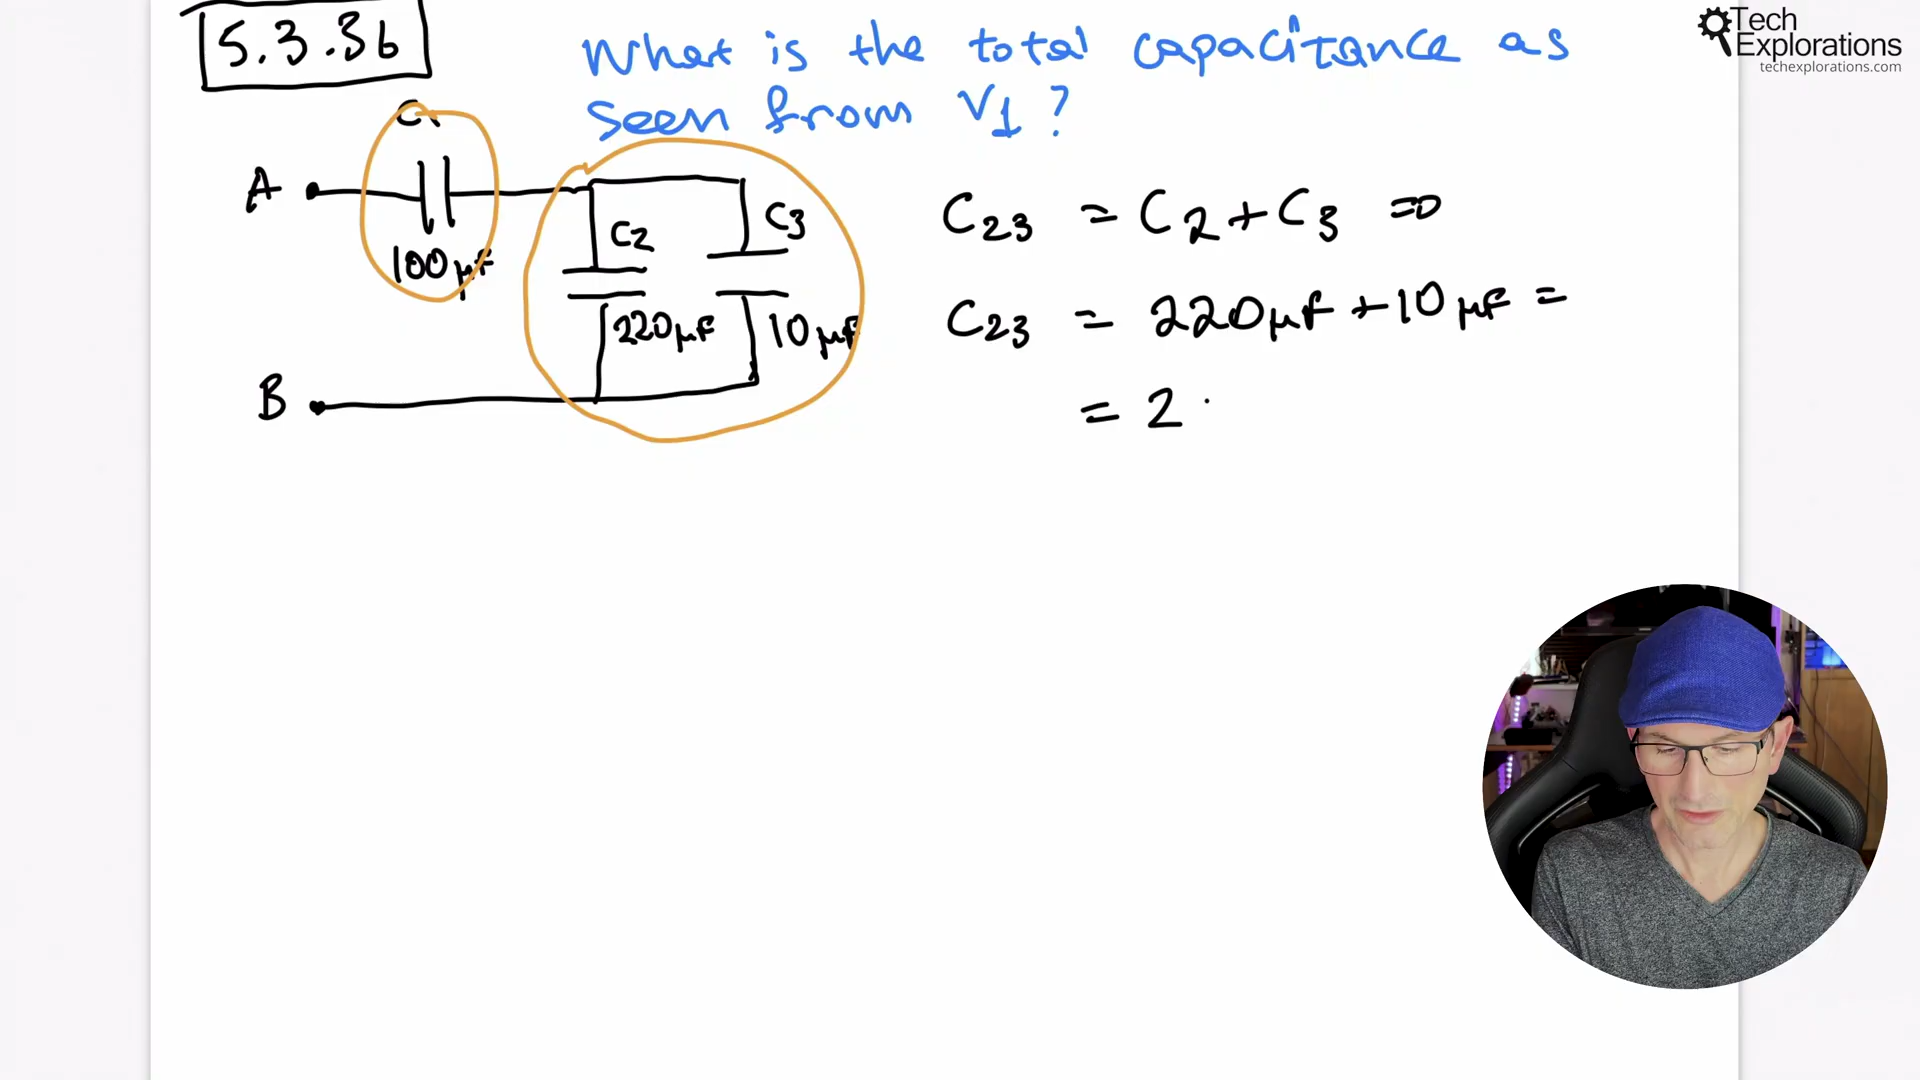 5.3.3b
What is the total capacitance as
seen from V1?
Tech
Explorations
techexplorations.com
A
100μF
C2
C3
220μF
10μF
B
C23 = C2 + C3 =>
C23 = 220μF + 10μF =
= 2